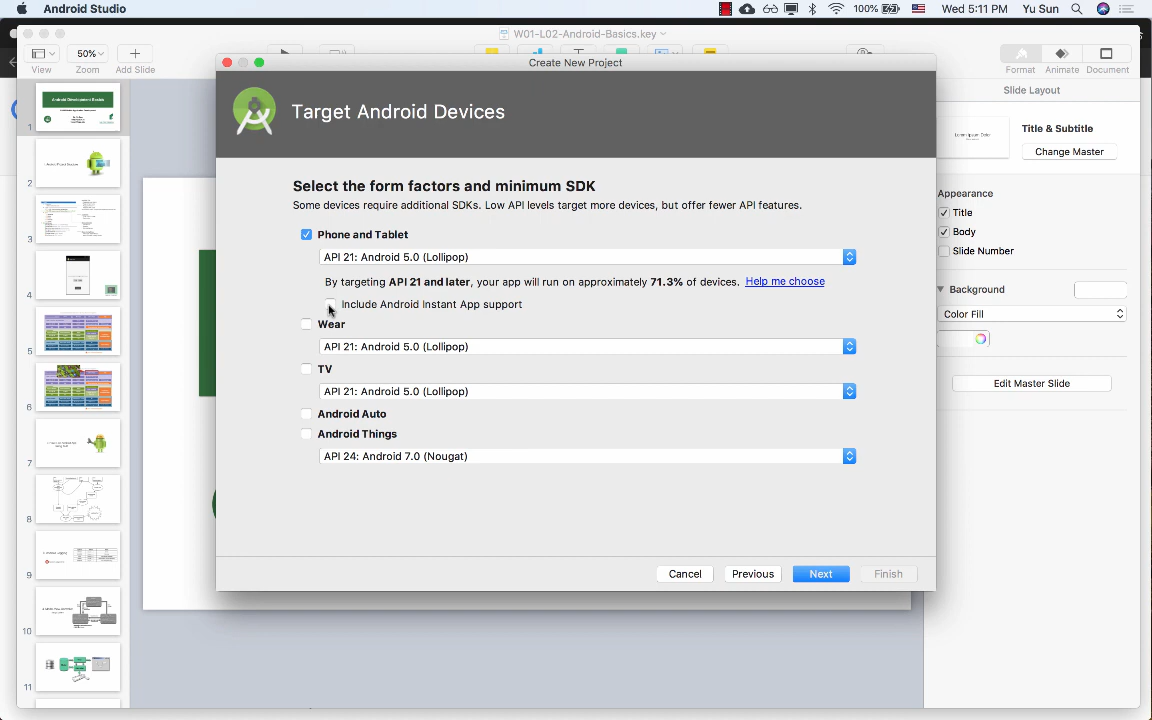 Android Studio
100%
Wed 5:11 PM
Yu Sun
W01-L02-Android-Basics.key
50%
View
Zoom
Add Slide
Create New Project
Format
Animate
Document
Slide Layout
Target Android Devices
Android Development Basics
1
Title & Subtitle
Change Master
2
Select the form factors and minimum SDK
Some devices require additional SDKs. Low API levels target more devices, but offer fewer API features.
Appearance
Title
Body
Slide Number
3
Phone and Tablet
API 21: Android 5.0 (Lollipop)
By targeting API 21 and later, your app will run on approximately 71.3% of devices. Help me choose
Include Android Instant App support
Background
4
Wear
API 21: Android 5.0 (Lollipop)
Color Fill
5
TV
API 21: Android 5.0 (Lollipop)
Edit Master Slide
6
Android Auto
Android Things
API 24: Android 7.0 (Nougat)
7
8
9
Cancel
Previous
Next
Finish
10
11